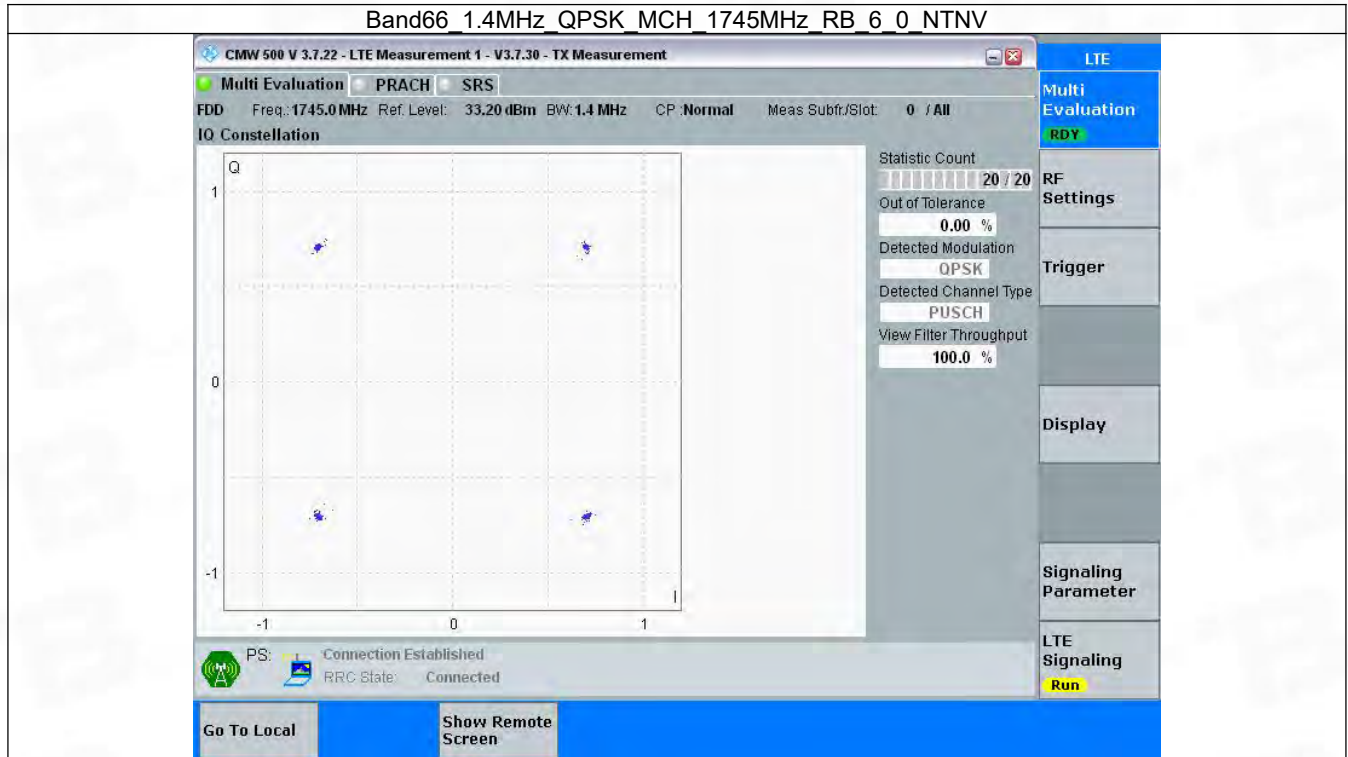 Band66_1.4MHz_QPSK_MCH_1745MHz_RB_6_0_NTNV
CMW 500 V 3.7.22 - LTE Measurement 1 - V3.7.30 - TX Measurement
Multi Evaluation PRACH SRS
FDD Freq.: 1745.0 MHz Ref. Level: 33.20 dBm BW: 1.4 MHz CP :Normal Meas Subfr./Slot: 0 / All
IQ Constellation
Q
1
0
-1
I
-1 0 1
Statistic Count
20 / 20
Out of Tolerance
0.00 %
Detected Modulation
QPSK
Detected Channel Type
PUSCH
View Filter Throughput
100.0 %
PS: Connection Established
RRC State: Connected
LTE
Multi
Evaluation
RDY
RF
Settings
Trigger
Display
Signaling
Parameter
LTE
Signaling
Run
Go To Local
Show Remote
Screen